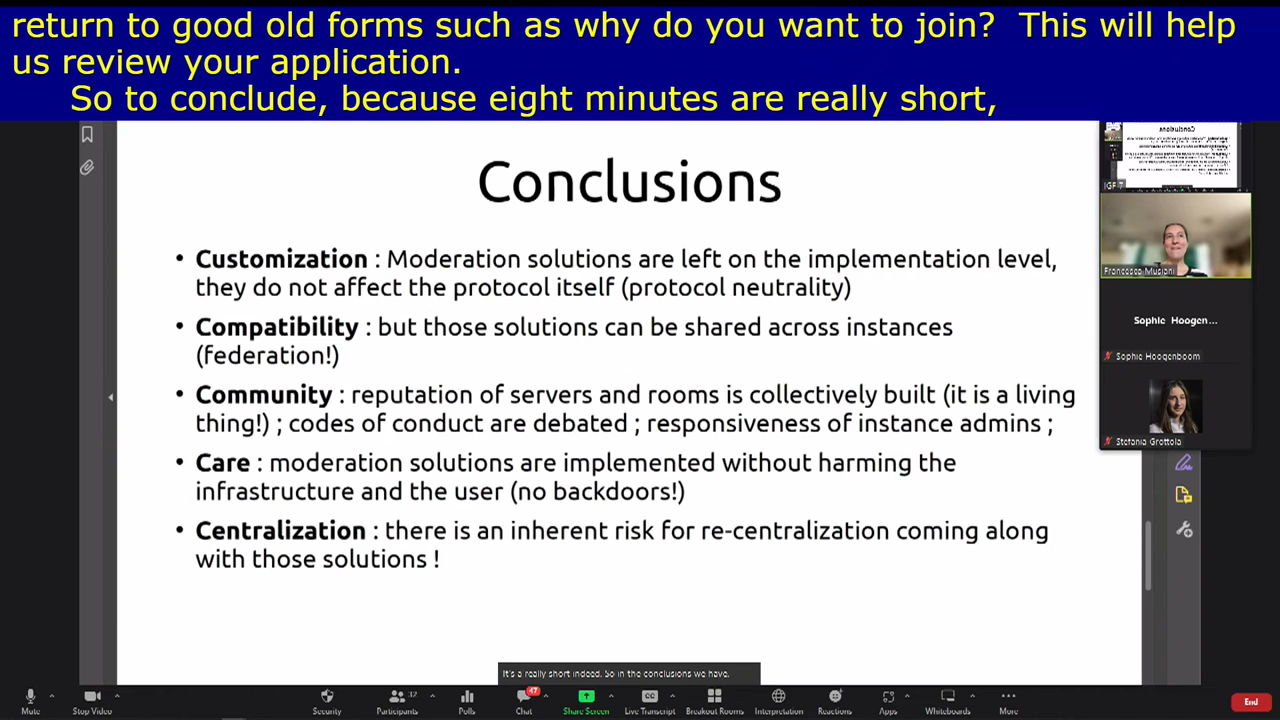 return to good old forms such as why do you want to join?  This will help
us review your application.
So to conclude, because eight minutes are really short,
Conclusions
IGF 7
• Customization : Moderation solutions are left on the implementation level,
they do not affect the protocol itself (protocol neutrality)
• Compatibility : but those solutions can be shared across instances
(federation!)
• Community : reputation of servers and rooms is collectively built (it is a living
thing!) ; codes of conduct are debated ; responsiveness of instance admins ;
• Care : moderation solutions are implemented without harming the
infrastructure and the user (no backdoors!)
• Centralization : there is an inherent risk for re-centralization coming along
with those solutions !
Francesca Musiani
Sophie Hoogen...
Sophie Hoogenboom
Stefania Grottola
It's a really short indeed. So in the conclusions we have.
Mute
Stop Video
Security
Participants
32
Polls
Chat
47
Share Screen
Live Transcript
Breakout Rooms
Interpretation
Reactions
Apps
Whiteboards
More
End